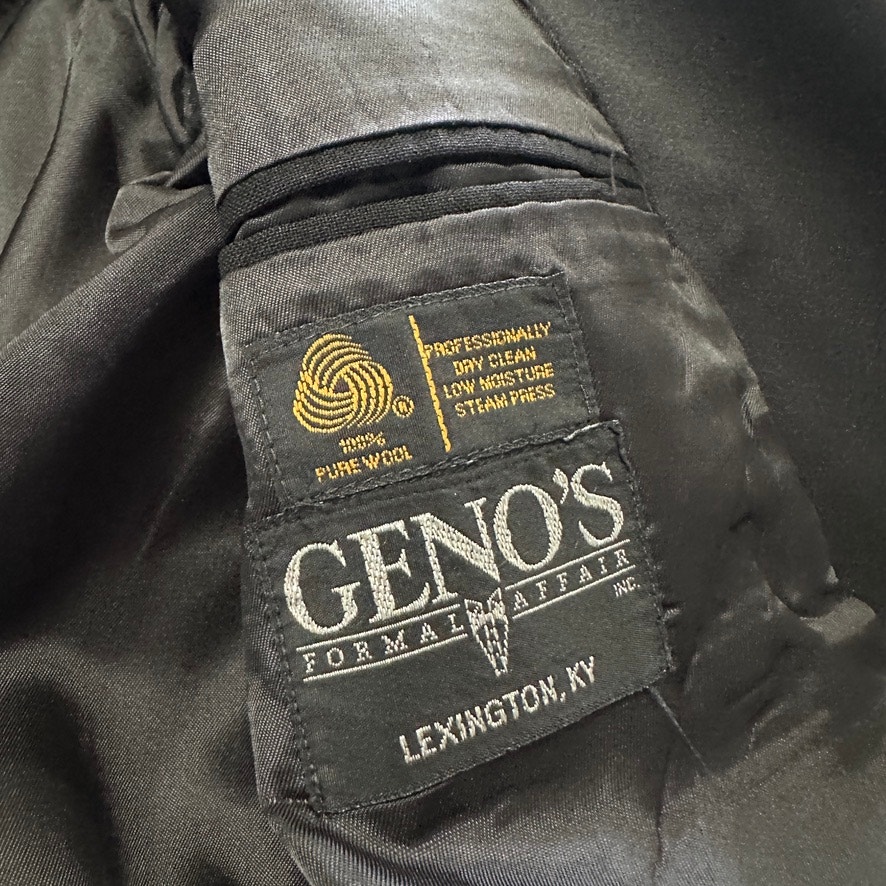 PROFESSIONALLY
DRY CLEAN
LOW MOISTURE
STEAM PRESS
®
100%
PURE WOOL
GENO'S
FORMAL AFFAIR
INC.
LEXINGTON, KY